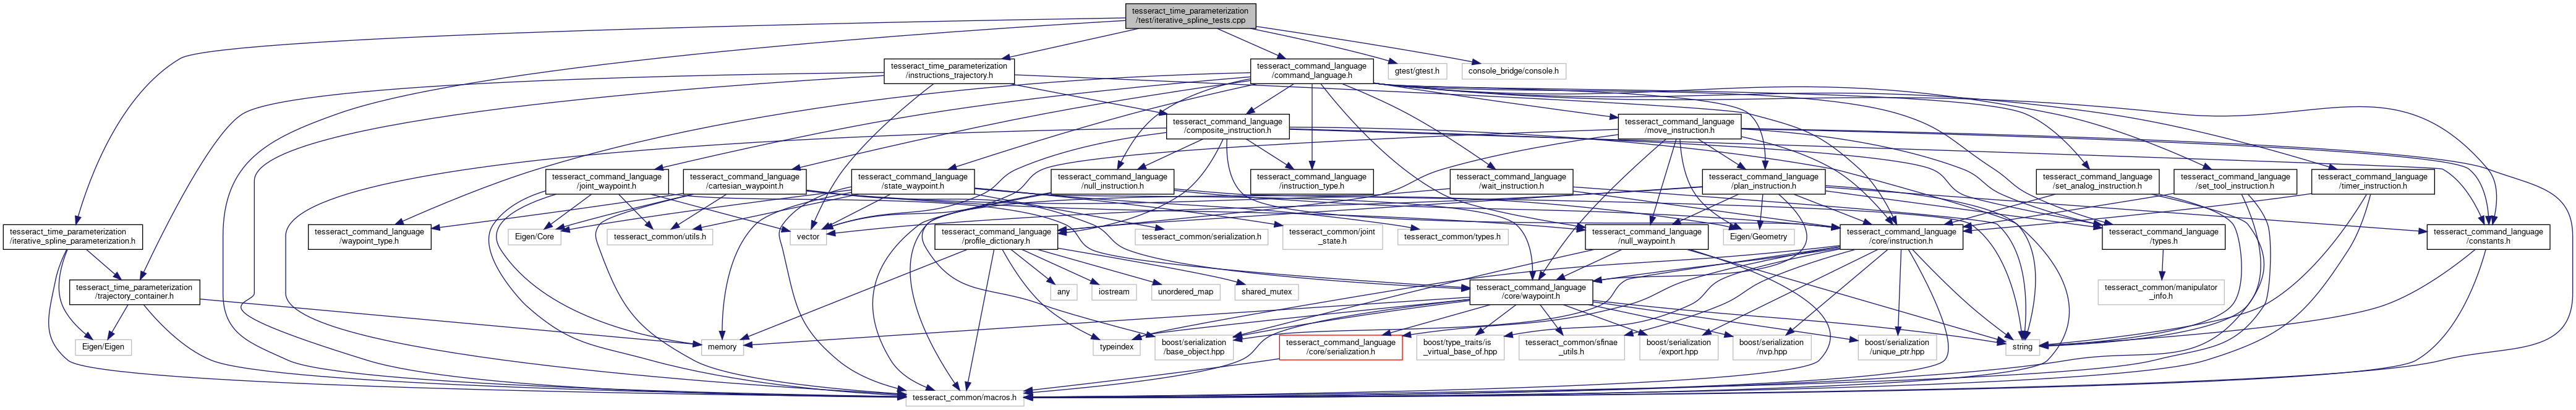 tesseract_time_parameterization
/test/iterative_spline_tests.cpp
tesseract_time_parameterization
/instructions_trajectory.h
tesseract_command_language
/command_language.h
gtest/gtest.h
console_bridge/console.h
tesseract_command_language
/composite_instruction.h
tesseract_command_language
/move_instruction.h
tesseract_command_language
/joint_waypoint.h
tesseract_command_language
/cartesian_waypoint.h
tesseract_command_language
/state_waypoint.h
tesseract_command_language
/null_instruction.h
tesseract_command_language
/instruction_type.h
tesseract_command_language
/wait_instruction.h
tesseract_command_language
/plan_instruction.h
tesseract_command_language
/set_analog_instruction.h
tesseract_command_language
/set_tool_instruction.h
tesseract_command_language
/timer_instruction.h
tesseract_time_parameterization
/iterative_spline_parameterization.h
tesseract_command_language
/waypoint_type.h
Eigen/Core
tesseract_common/utils.h
vector
tesseract_command_language
/profile_dictionary.h
tesseract_common/serialization.h
tesseract_common/joint
_state.h
tesseract_common/types.h
tesseract_command_language
/null_waypoint.h
Eigen/Geometry
tesseract_command_language
/core/instruction.h
tesseract_command_language
/types.h
tesseract_command_language
/constants.h
tesseract_time_parameterization
/trajectory_container.h
any
iostream
unordered_map
shared_mutex
tesseract_command_language
/core/waypoint.h
tesseract_common/manipulator
_info.h
Eigen/Eigen
memory
typeindex
boost/serialization
/base_object.hpp
tesseract_command_language
/core/serialization.h
boost/type_traits/is
_virtual_base_of.hpp
tesseract_common/sfinae
_utils.h
boost/serialization
/export.hpp
boost/serialization
/nvp.hpp
boost/serialization
/unique_ptr.hpp
string
tesseract_common/macros.h